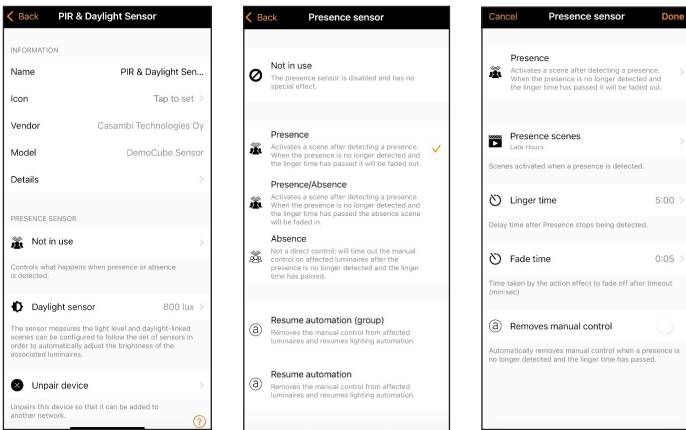 Back PIR & Daylight Sensor
INFORMATION
Name PIR & Daylight Sen...
Icon Tap to set
Vendor Casambi Technologies Oy
Model DemoCube Sensor
Details
PRESENCE SENSOR
Not in use
Controls what happens when presence or absence
is detected.
Daylight sensor 800 lux
The sensor measures the light level and daylight-linked
scenes can be configured to follow the set of sensors in
order to automatically adjust the brightness of the
associated luminaires.
Unpair device
Unpairs this device so that it can be added to
another network.
?
Back Presence sensor
Not in use
The presence sensor is disabled and has no
special effect.
Presence
Activates a scene after detecting a presence.
When the presence is no longer detected and
the linger time has passed it will be faded out.
Presence/Absence
Activates a scene after detecting a presence.
When the presence is no longer detected and
the linger time has passed the absence scene
will be faded in.
Absence
Not a direct control; will time out the manual
control on affected luminaires after the
presence is no longer detected and the linger
time has passed.
a Resume automation (group)
Removes the manual control from affected
luminaires and resumes lighting automation.
a Resume automation
Removes the manual control from affected
luminaires and resumes lighting automation.
Cancel Presence sensor Done
Presence
Activates a scene after detecting a presence.
When the presence is no longer detected and
the linger time has passed it will be faded out.
Presence scenes
Late Hours
Scenes activated when a presence is detected.
Linger time 5:00
Delay time after Presence stops being detected.
Fade time 0:05
Time taken by the action effect to fade off after timeout
(min:sec)
a Removes manual control
Automatically removes manual control when a presence is
no longer detected and the linger time has passed.